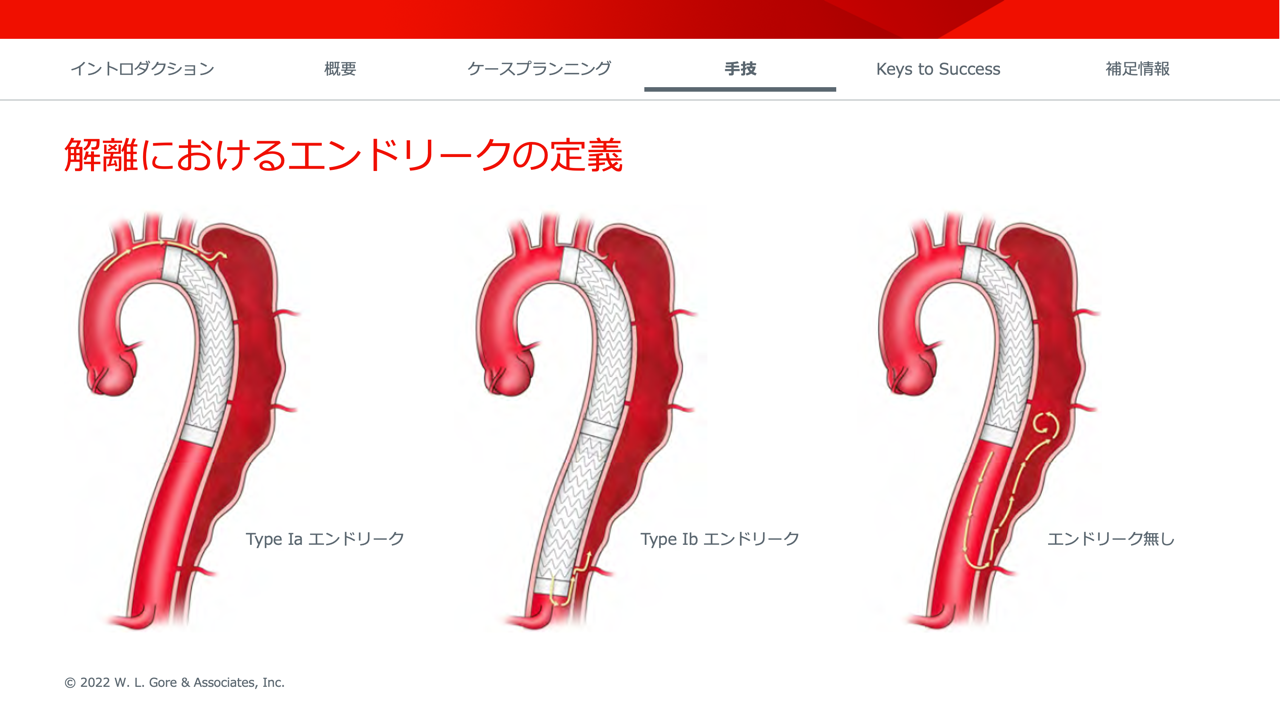 イントロダクション
概要
ケースプランニング
手技
Keys to Success
補足情報
解離におけるエンドリークの定義
Type Ia エンドリーク
Type Ib エンドリーク
エンドリーク無し
© 2022 W. L. Gore & Associates, Inc.